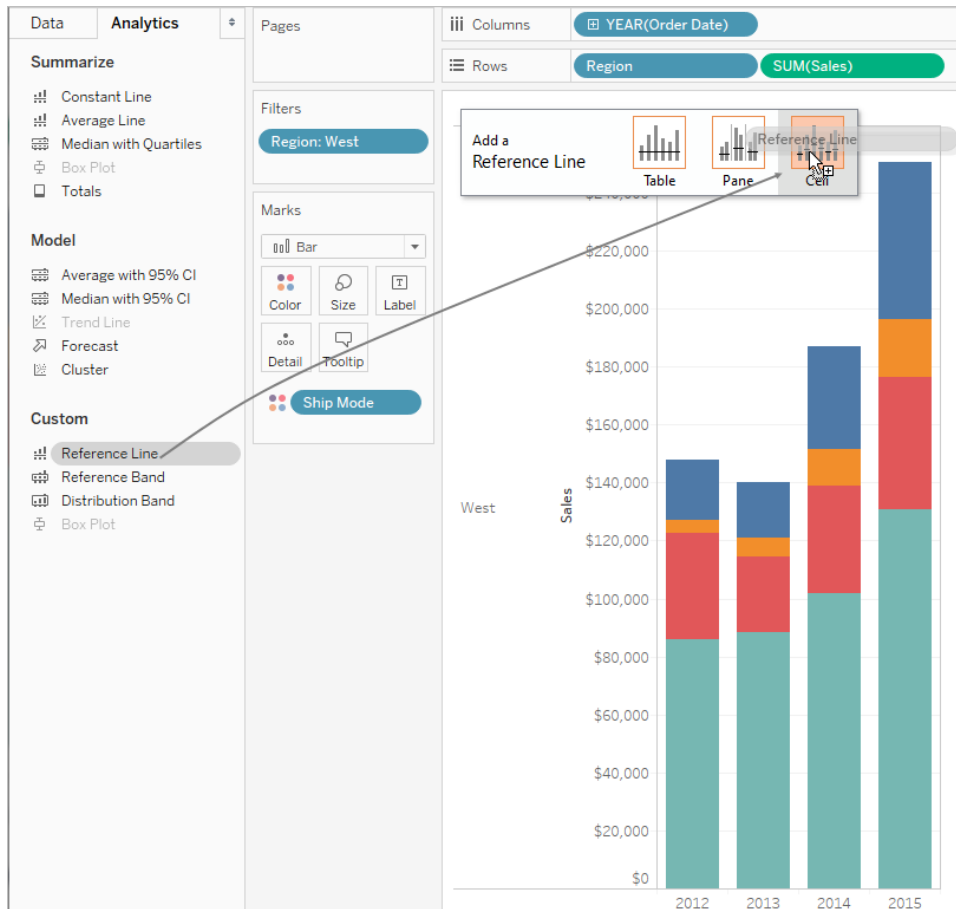 Data
Analytics
Summarize
Constant Line
Average Line
Median with Quartiles
Box Plot
Totals
Model
Average with 95% CI
Median with 95% CI
Trend Line
Forecast
Cluster
Custom
Reference Line
Reference Band
Distribution Band
Box Plot
Pages
Filters
Region: West
Marks
Bar
Color
Size
Label
Detail
Tooltip
Ship Mode
Columns
YEAR(Order Date)
Rows
Region
SUM(Sales)
Add a
Reference Line
Table
Pane
Cell
Reference Line
West
Sales
$240,000
$220,000
$200,000
$180,000
$160,000
$140,000
$120,000
$100,000
$80,000
$60,000
$40,000
$20,000
$0
2012
2013
2014
2015